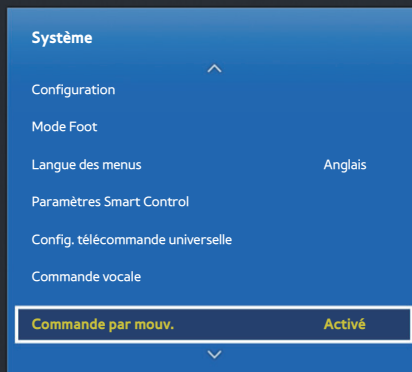 Système
Configuration
Mode Foot
Langue des menus Anglais
Paramètres Smart Control
Config. télécommande universelle
Commande vocale
Commande par mouv. Activé